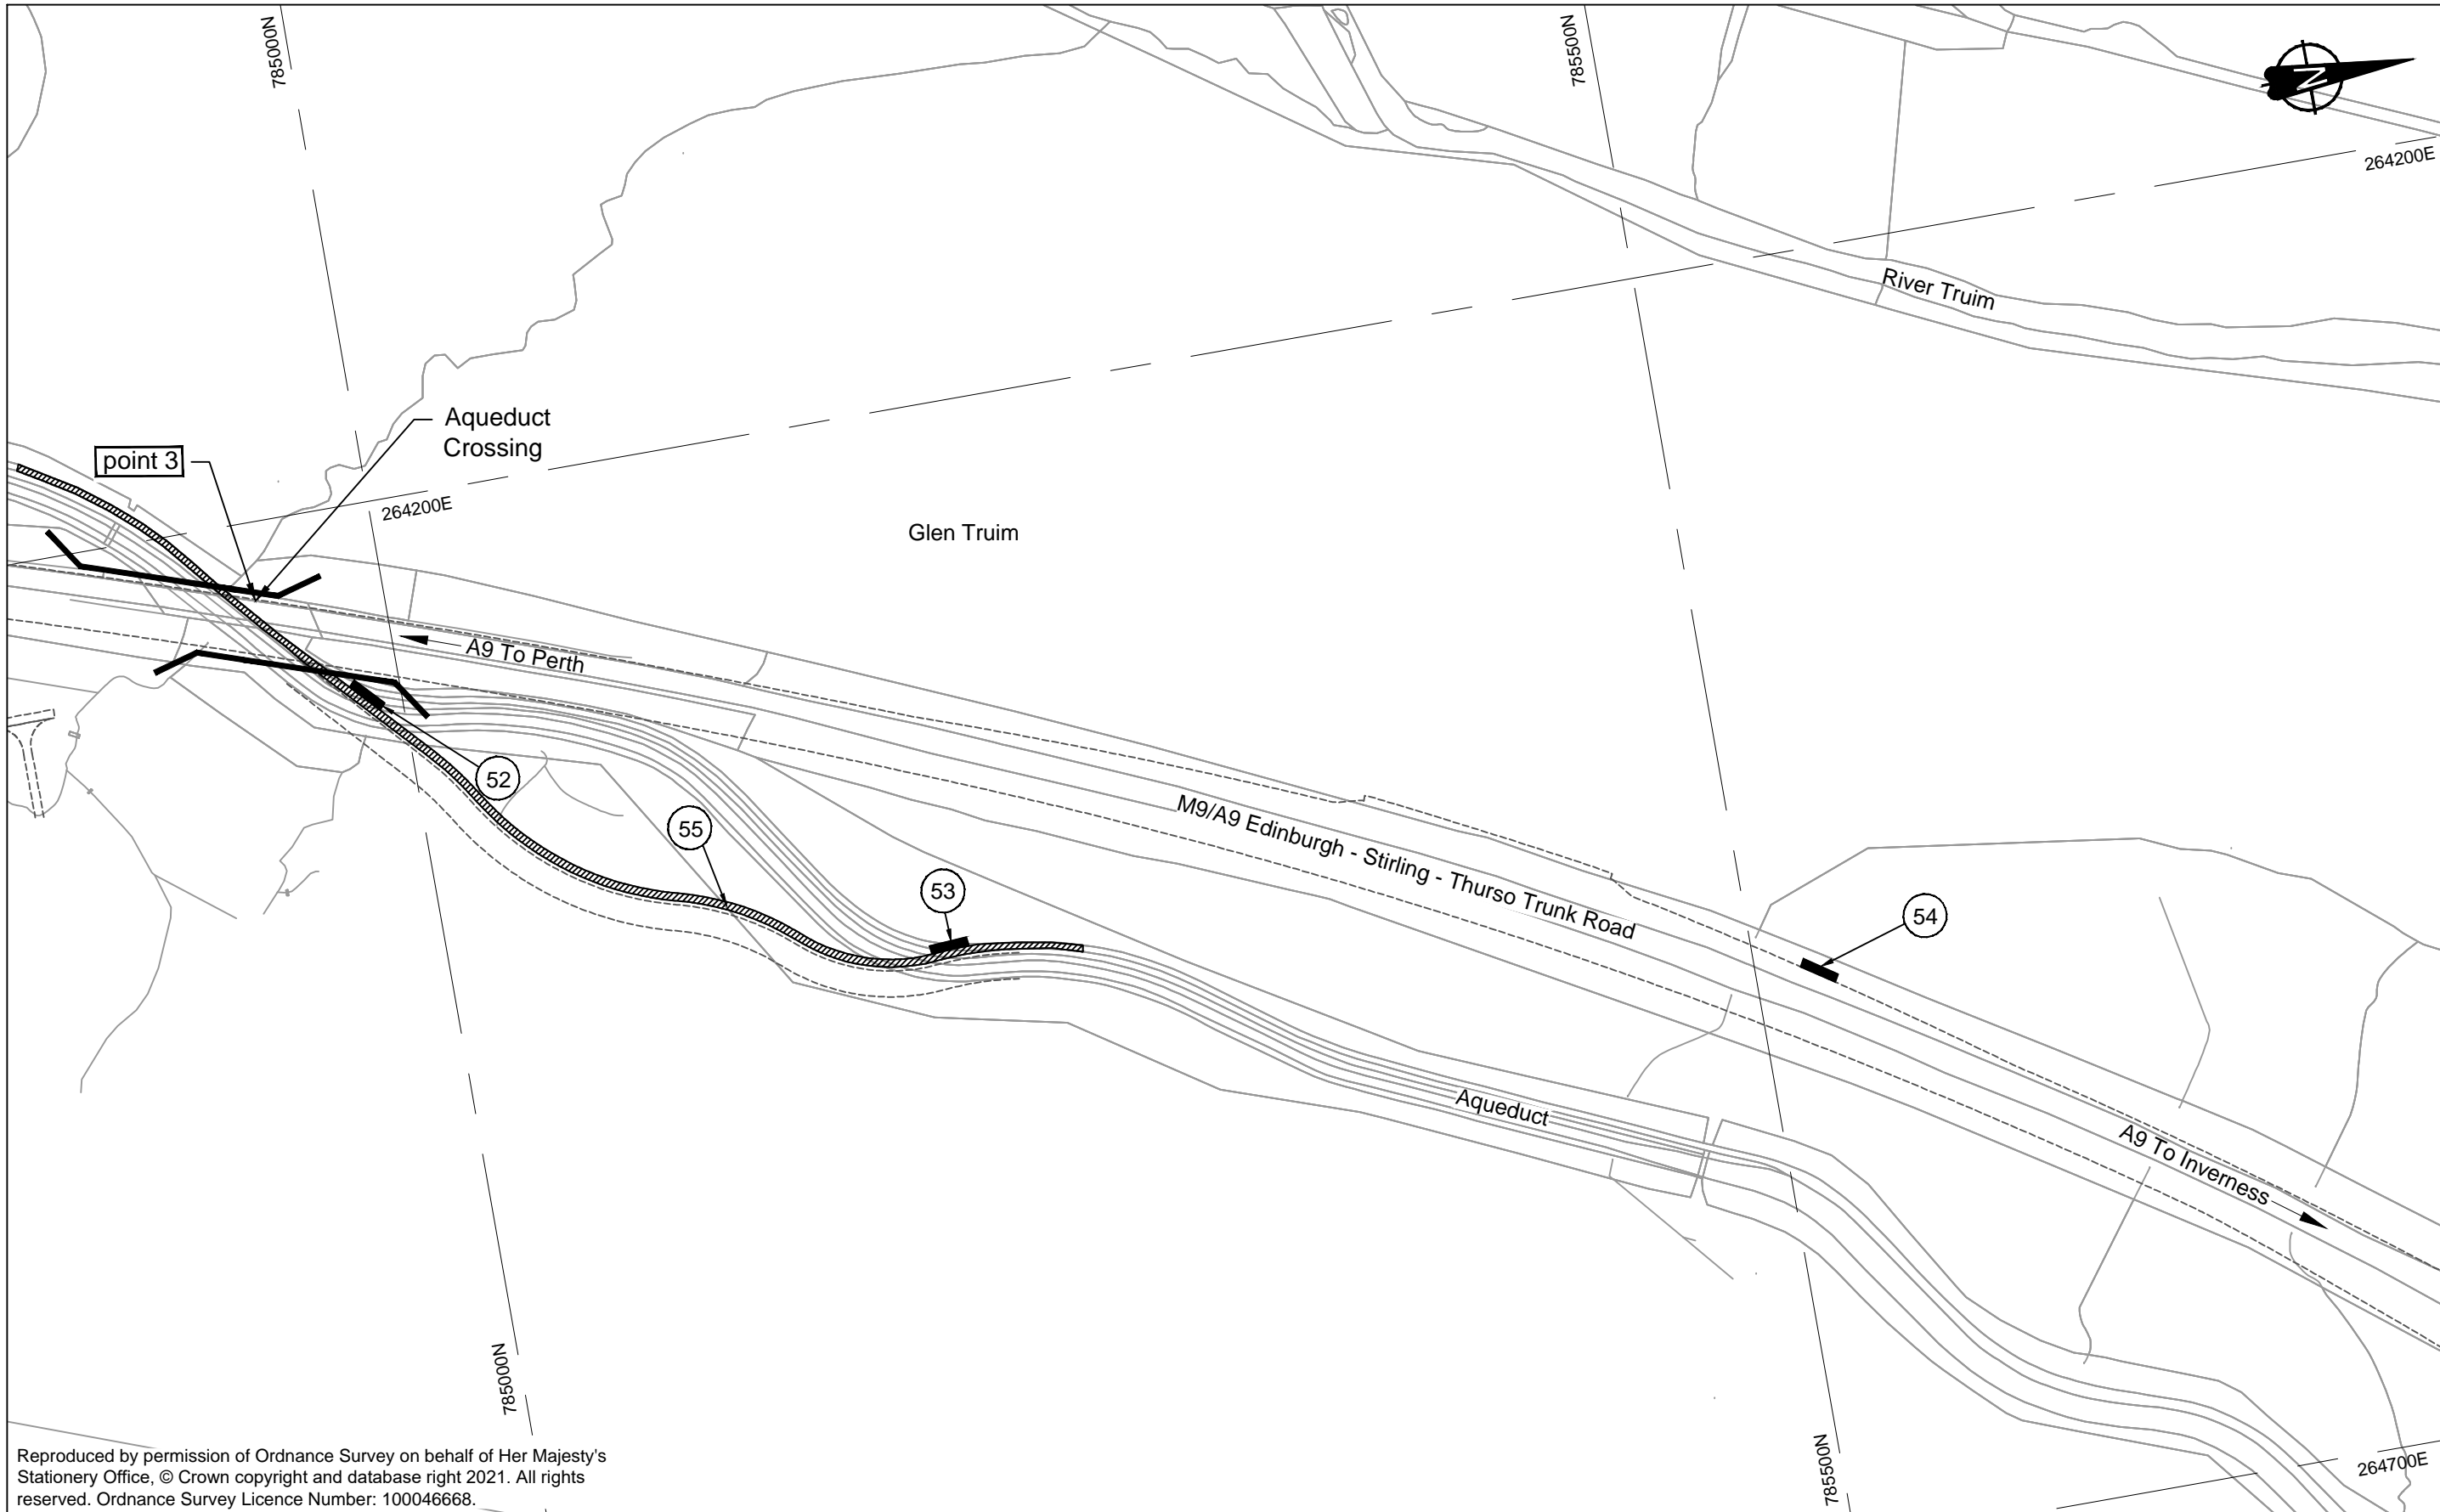 785000N
785500N
N
264200E
River Truim
Aqueduct
Crossing
point 3
264200E
Glen Truim
A9 To Perth
52
55
M9/A9 Edinburgh - Stirling - Thurso Trunk Road
53
54
Aqueduct
A9 To Inverness
785000N
785500N
264700E
Reproduced by permission of Ordnance Survey on behalf of Her Majesty's
Stationery Office, © Crown copyright and database right 2021. All rights
reserved. Ordnance Survey Licence Number: 100046668.